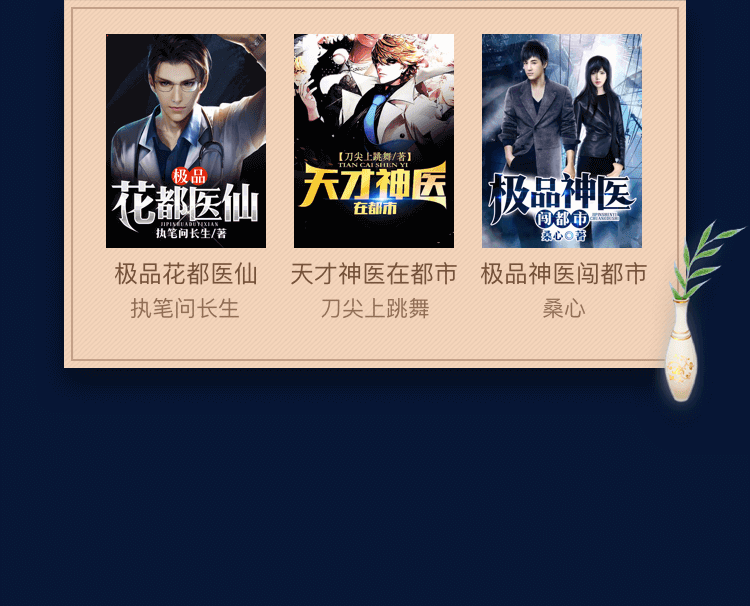 极品
花都医仙
JIPINHUADUYIXIAN
执笔问长生/著
【刀尖上跳舞/著】
TIAN CAI SHEN YI
天才神医
在都市
极品神医
闯都市
桑心◎著
极品花都医仙
天才神医在都市
极品神医闯都市
执笔问长生
刀尖上跳舞
桑心